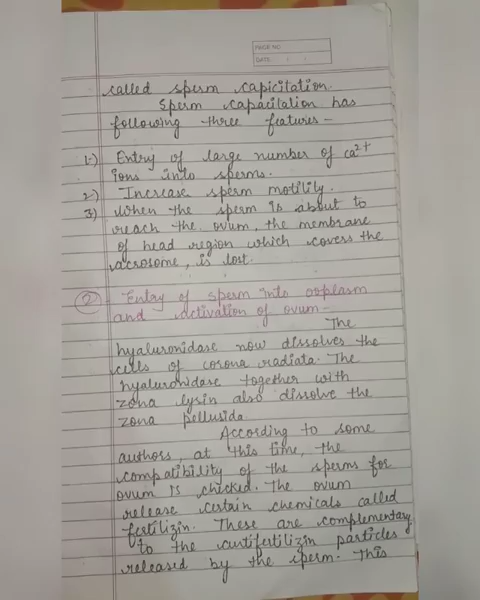 PAGE NO
DATE
called sperm capicitation.
Sperm capacitation has
following three features -
1.) Entry of large number of Ca2+
ions into sperms.
2.) Increase sperm motility.
3) When the sperm is about to
reach the ovum, the membrane
of head region which covers the
acrosome, is lost.
② Entry of sperm into ooplasm
and activation of ovum -
The
hyaluronidase now dissolves the
cells of corona radiata. The
hyaluronidase together with
zona lysin also dissolve the
zona pellusida
According to some
authors, at this time, the
compatibility of the sperms for
ovum is checked. The ovum
release certain chemicals called
fertilizin. These are complementary
to the antifertilizin particles
released by the sperm. This